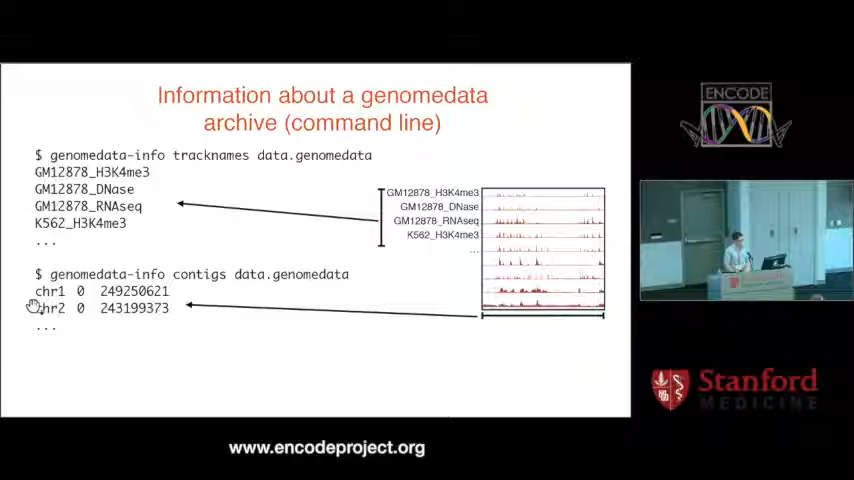 Information about a genomedata
archive (command line)
$ genomedata-info tracknames data.genomedata
GM12878_H3K4me3
GM12878_DNase
GM12878_RNAseq
K562_H3K4me3
...
GM12878_H3K4me3
GM12878_DNase
GM12878_RNAseq
K562_H3K4me3
...
$ genomedata-info contigs data.genomedata
chr1 0 249250621
chr2 0 243199373
...
ENCODE
Stanford
MEDICINE
www.encodeproject.org